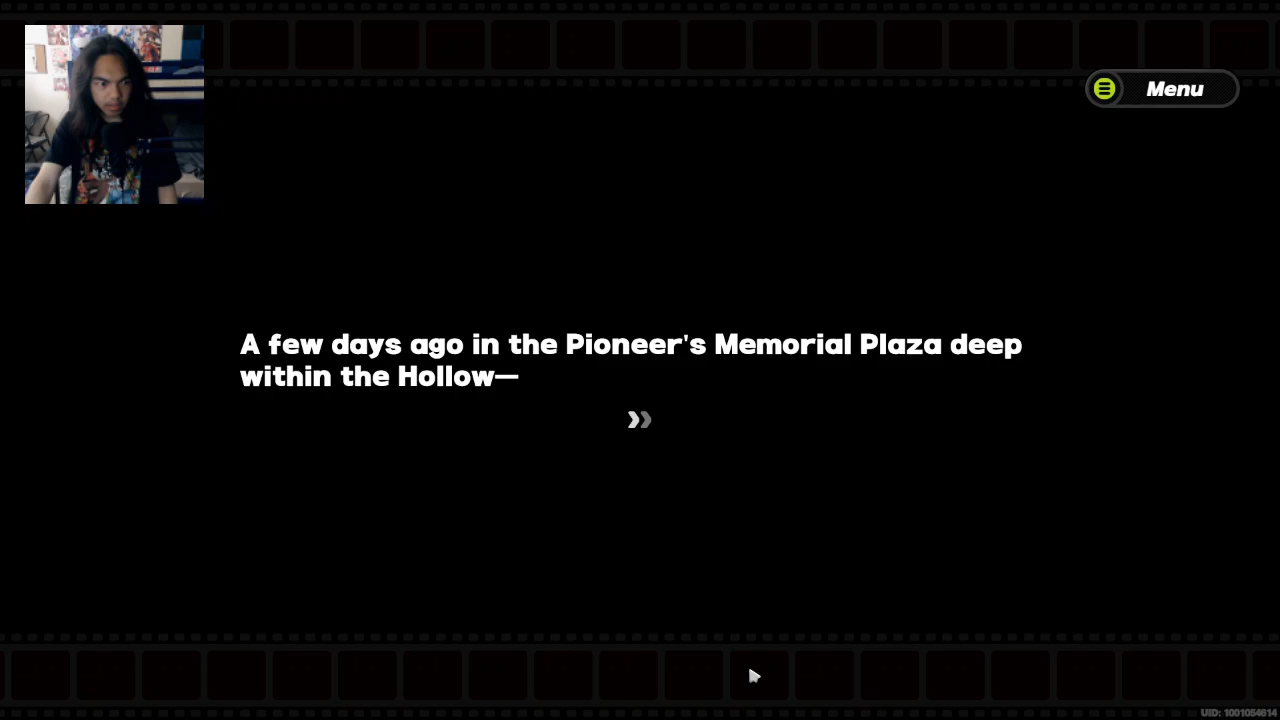 Menu
A few days ago in the Pioneer's Memorial Plaza deep
within the Hollow—
UID: 1001054614